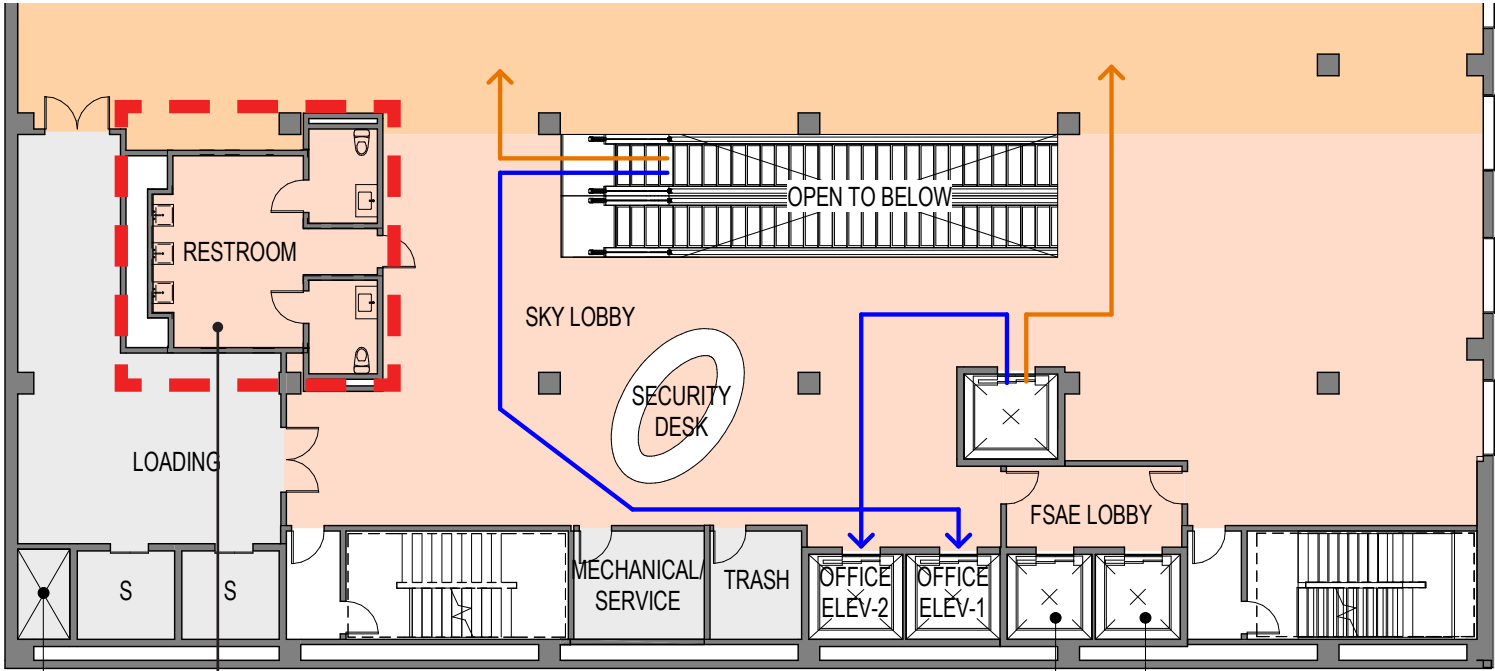 OPEN TO BELOW
RESTROOM
SKY LOBBY
SECURITY
DESK
LOADING
FSAE LOBBY
S
S
MECHANICAL/
SERVICE
TRASH
OFFICE
ELEV-2
OFFICE
ELEV-1